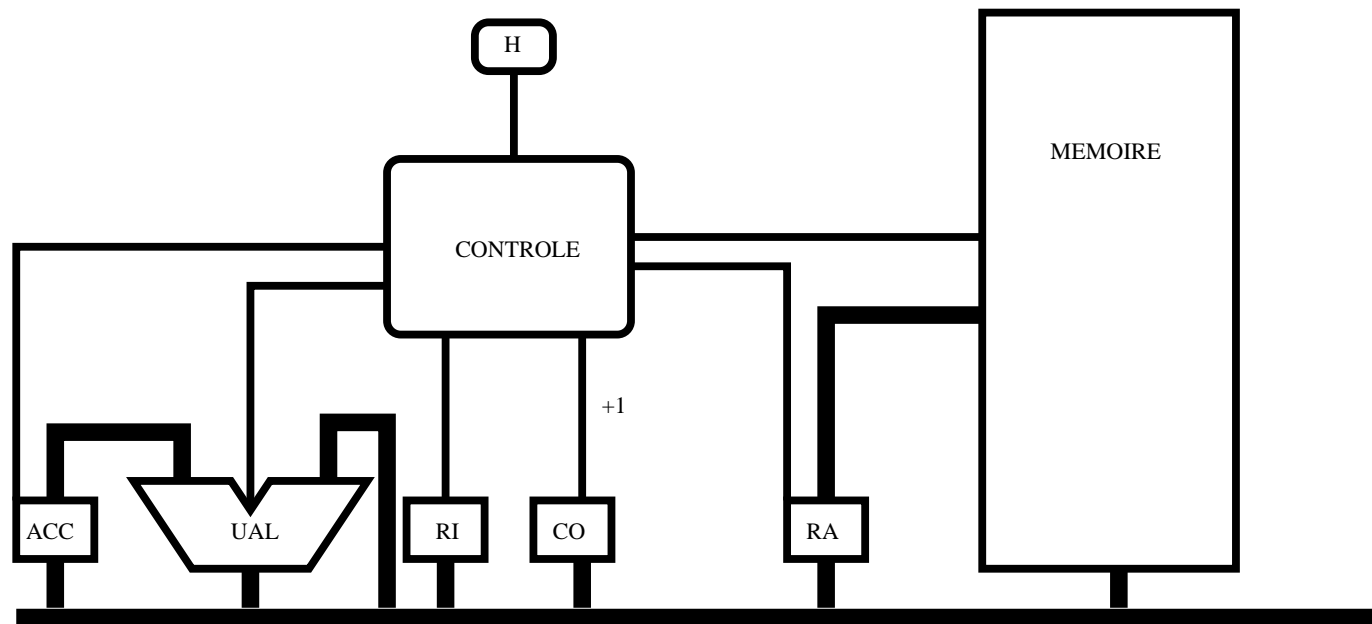 H
MEMOIRE
CONTROLE
+1
ACC
UAL
RI
CO
RA